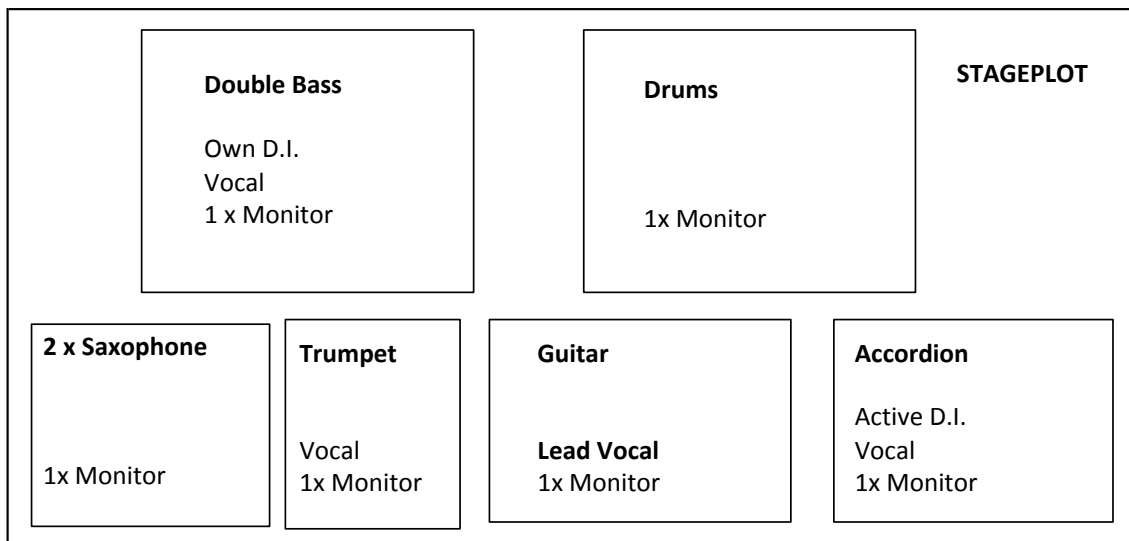 STAGEPLOT
Double Bass
Own D.I.
Vocal
1 x Monitor
Drums
1x Monitor
2 x Saxophone
1x Monitor
Trumpet
Vocal
1x Monitor
Guitar
Lead Vocal
1x Monitor
Accordion
Active D.I.
Vocal
1x Monitor